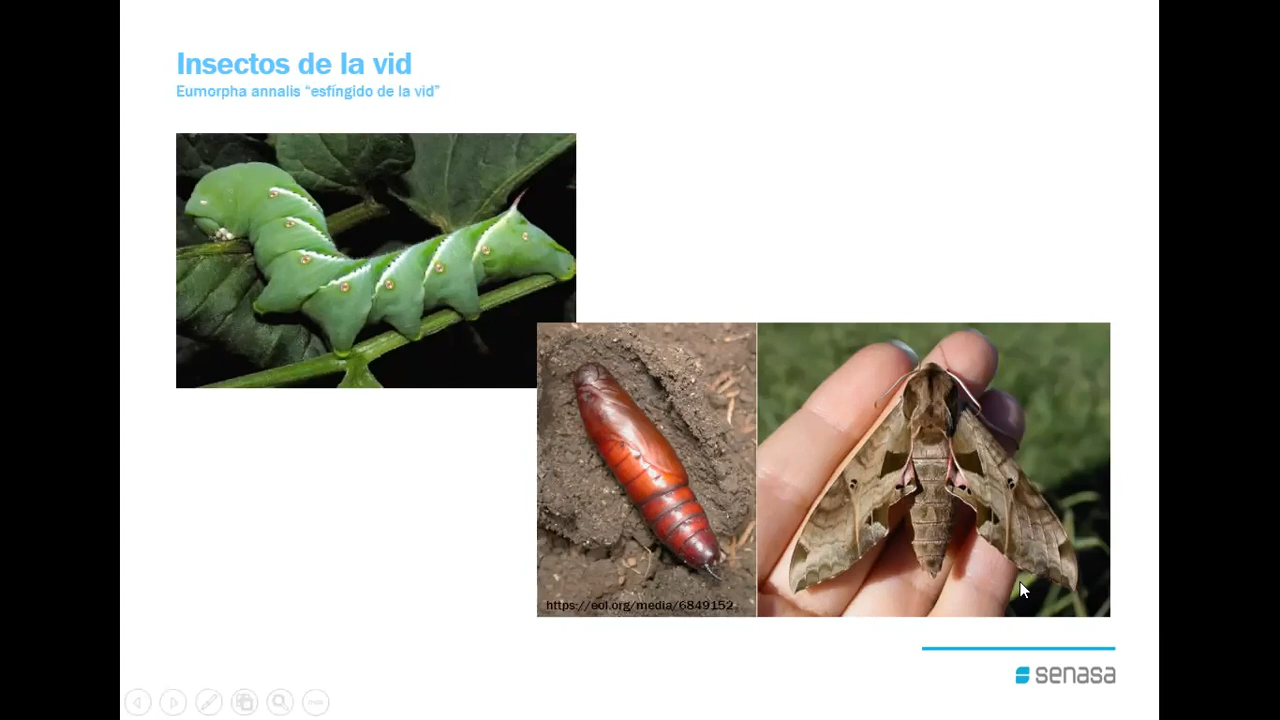 Insectos de la vid
Eumorpha annalis “esfíngido de la vid”
https://eol.org/media/6849152
senasa